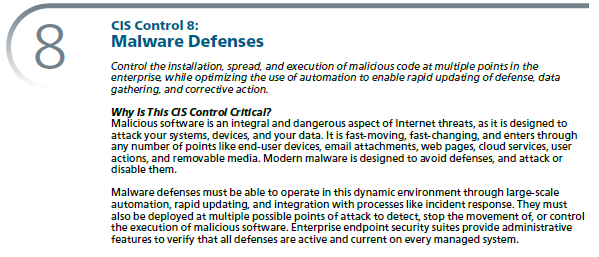 8
CIS Control 8:
Malware Defenses
Control the installation, spread, and execution of malicious code at multiple points in the
enterprise, while optimizing the use of automation to enable rapid updating of defense, data
gathering, and corrective action.
Why Is This CIS Control Critical?
Malicious software is an integral and dangerous aspect of Internet threats, as it is designed to
attack your systems, devices, and your data. It is fast-moving, fast-changing, and enters through
any number of points like end-user devices, email attachments, web pages, cloud services, user
actions, and removable media. Modern malware is designed to avoid defenses, and attack or
disable them.
Malware defenses must be able to operate in this dynamic environment through large-scale
automation, rapid updating, and integration with processes like incident response. They must
also be deployed at multiple possible points of attack to detect, stop the movement of, or control
the execution of malicious software. Enterprise endpoint security suites provide administrative
features to verify that all defenses are active and current on every managed system.